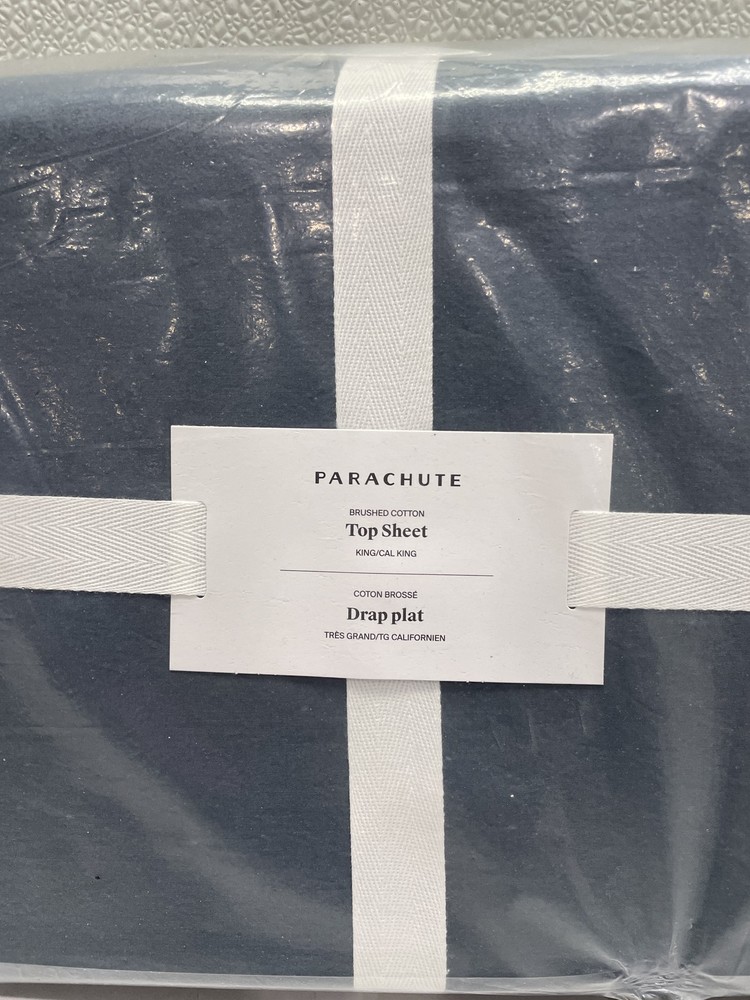 PARACHUTE
BRUSHED COTTON
Top Sheet
KING/CAL KING
COTON BROSSÉ
Drap plat
TRÈS GRAND/TG CALIFORNIEN